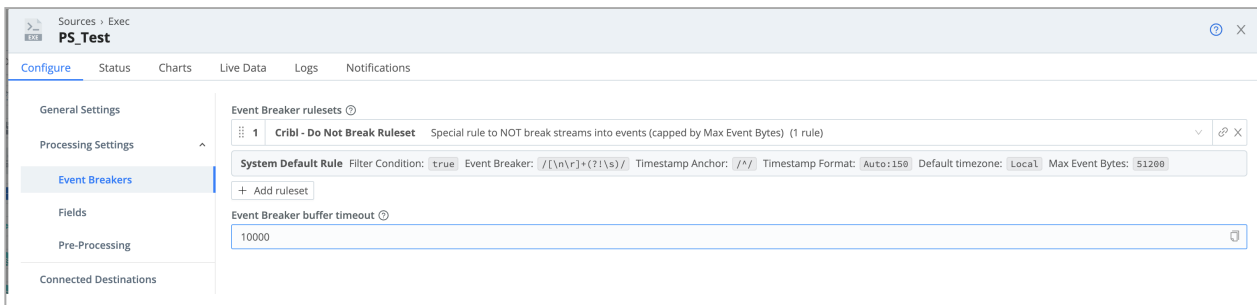 Sources › Exec
EXE
PS_Test
Configure Status Charts Live Data Logs Notifications
General Settings
Processing Settings
Event Breakers
Fields
Pre-Processing
Connected Destinations
Event Breaker rulesets
1 Cribl - Do Not Break Ruleset Special rule to NOT break streams into events (capped by Max Event Bytes) (1 rule)
System Default Rule Filter Condition: true Event Breaker: /[\n\r]+(?!\s)/ Timestamp Anchor: /^/ Timestamp Format: Auto:150 Default timezone: Local Max Event Bytes: 51200
+ Add ruleset
Event Breaker buffer timeout
10000